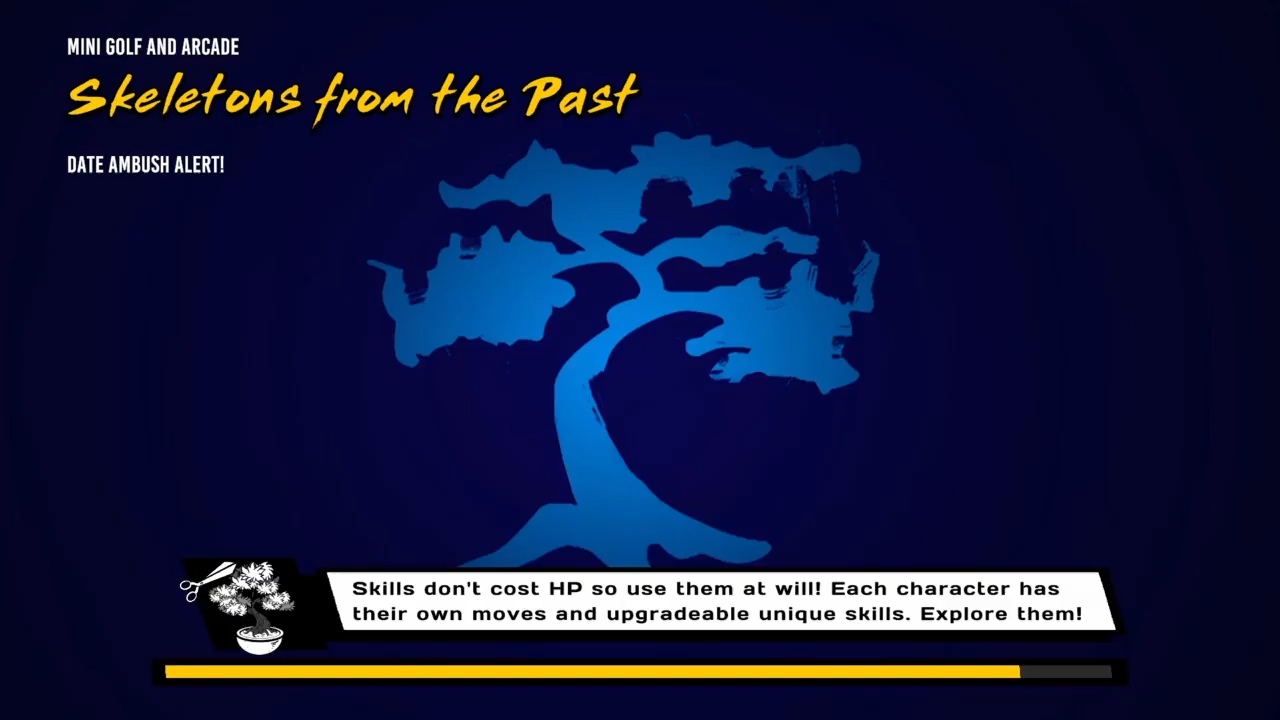 MINI GOLF AND ARCADE
Skeletons from the Past
DATE AMBUSH ALERT!
Skills don't cost HP so use them at will! Each character has
their own moves and upgradeable unique skills. Explore them!